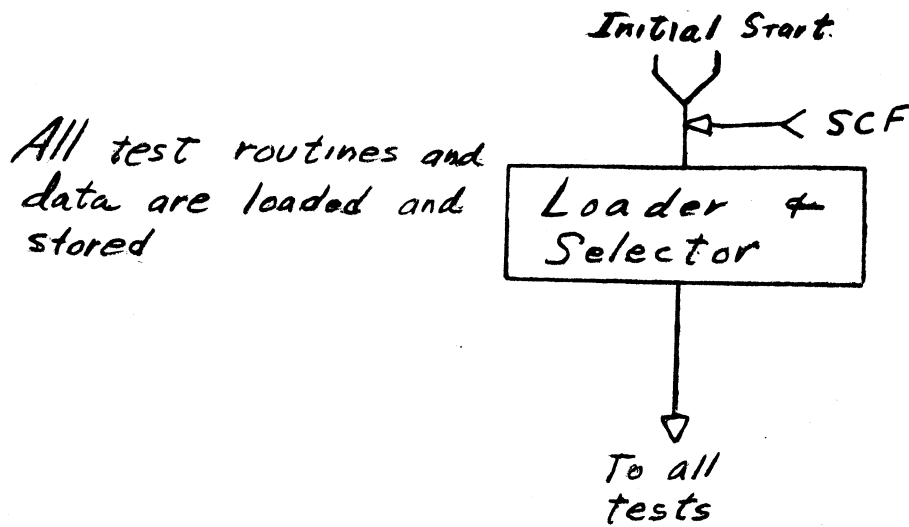 Initial Start.
SCF
All test routines and
data are loaded and
stored
Loader &
Selector
To all
tests